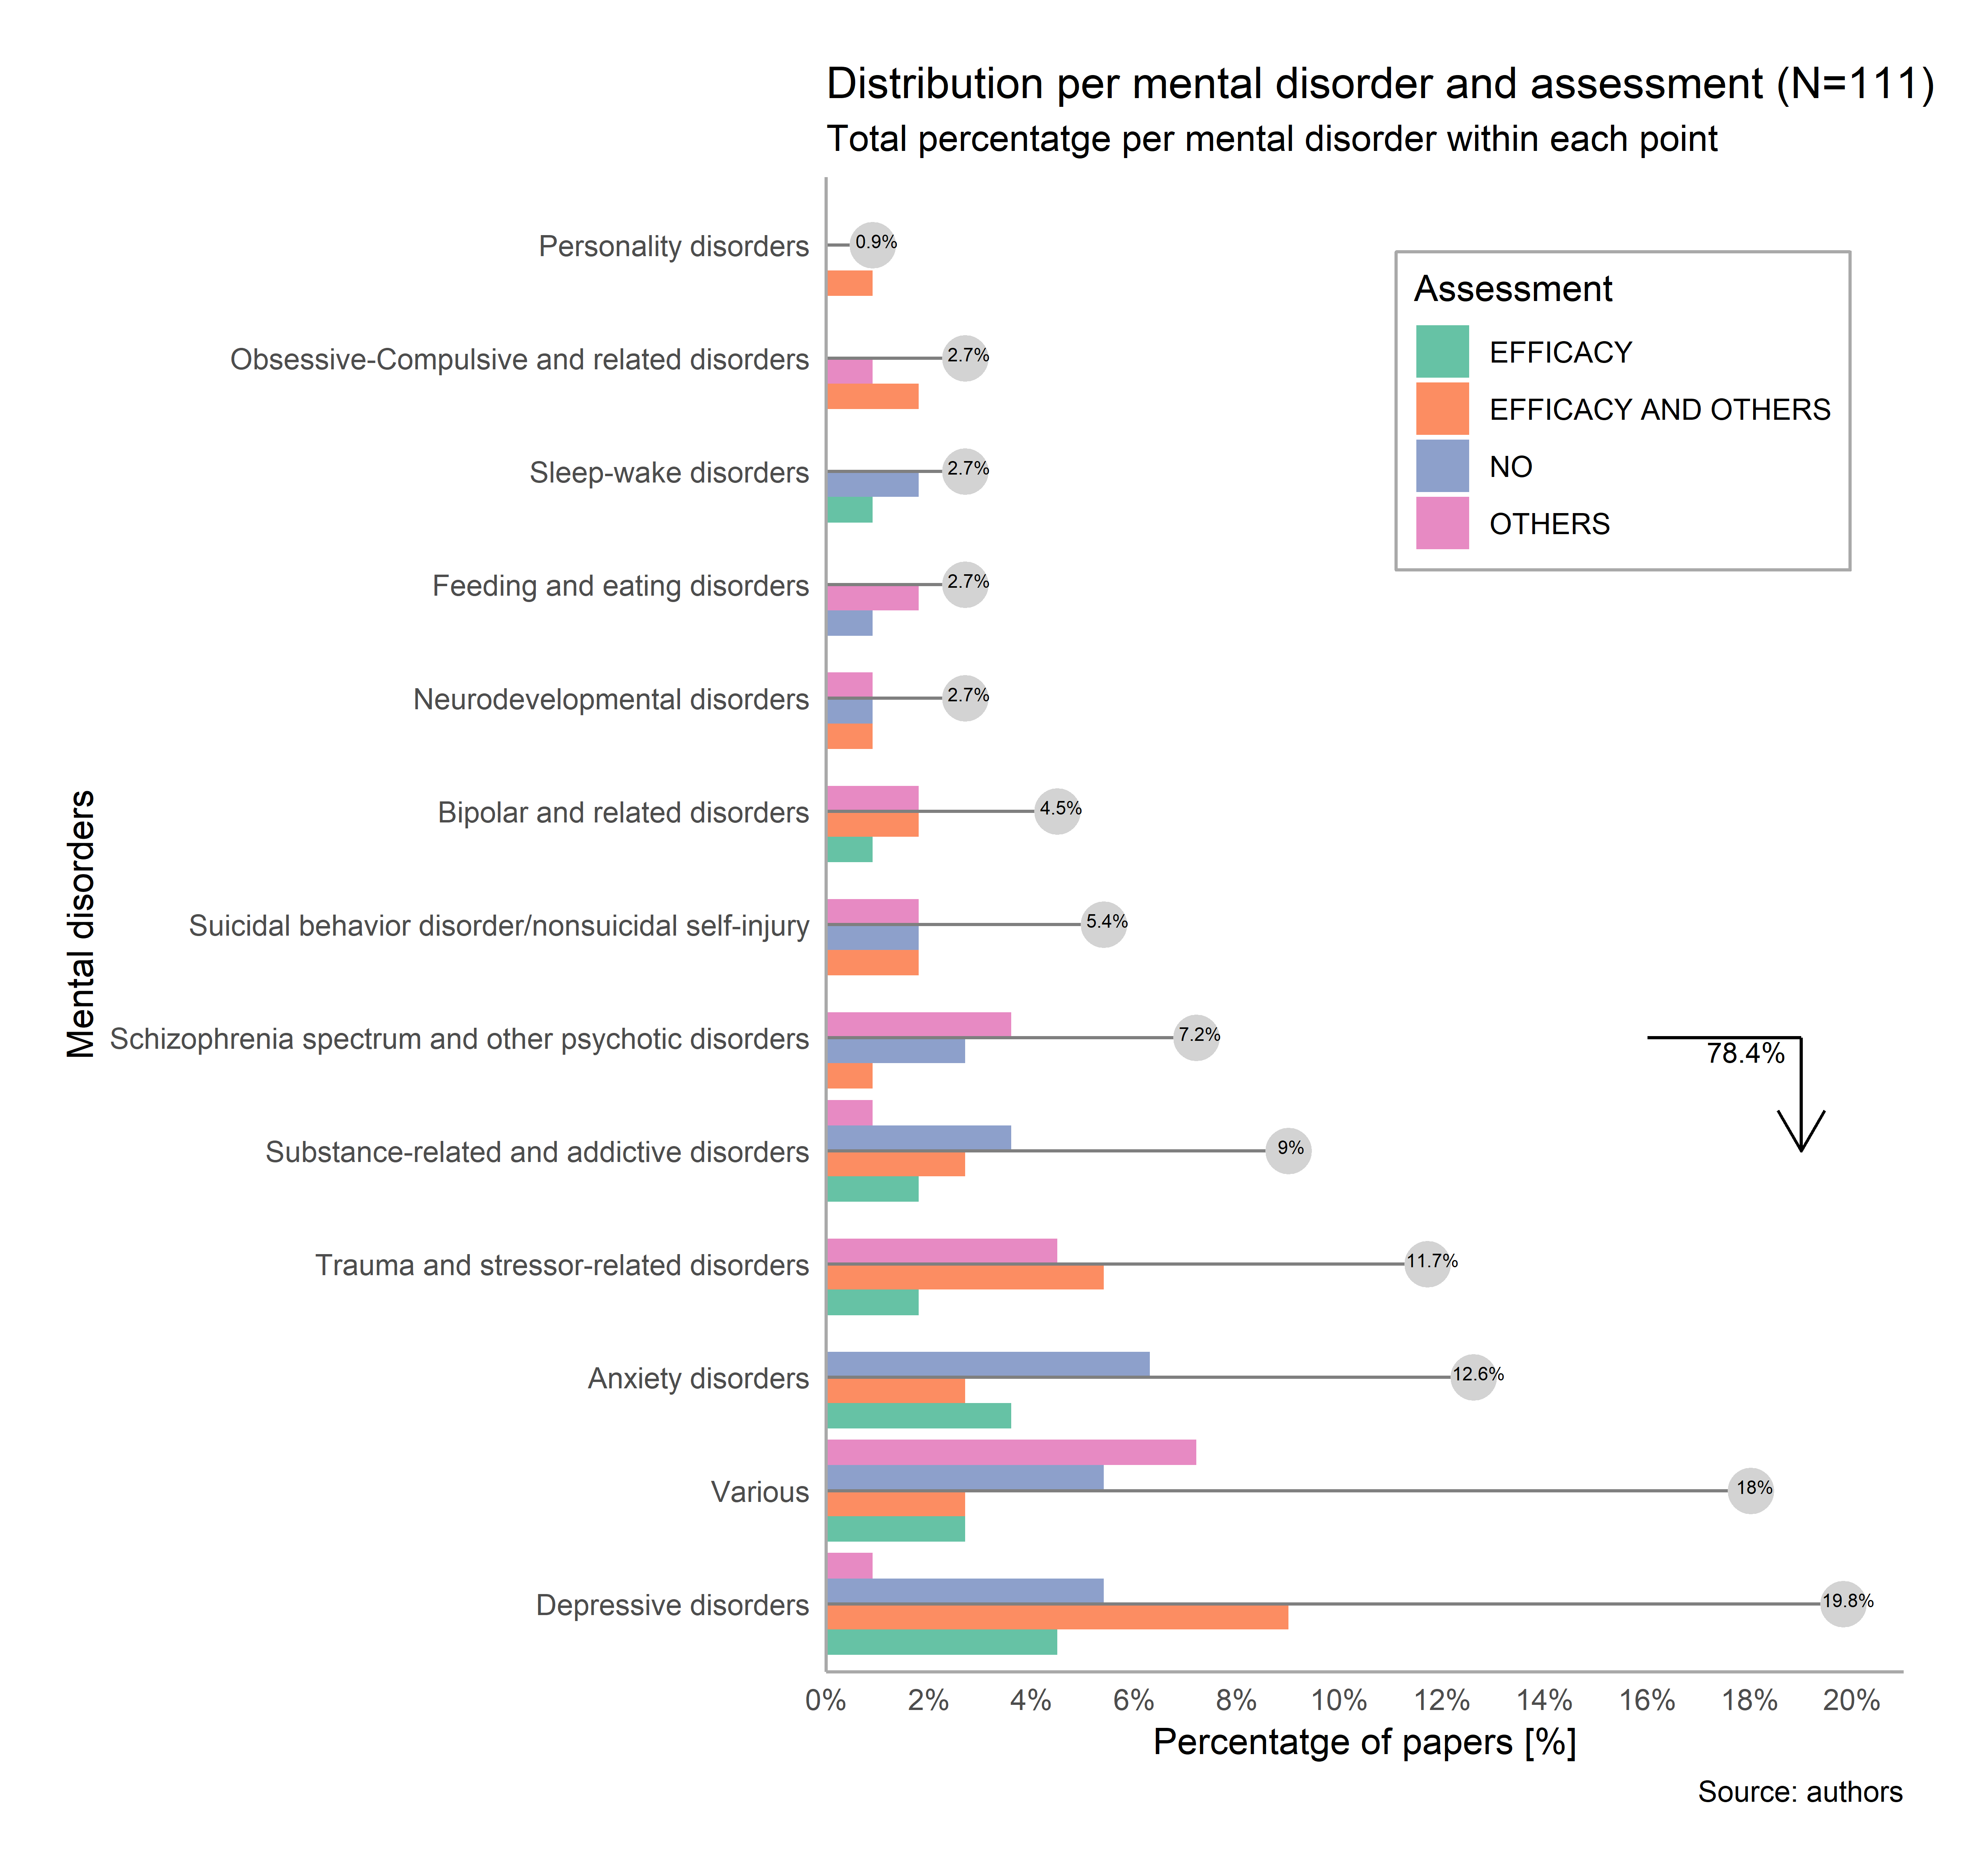 Distribution per mental disorder and assessment (N=111)
Total percentatge per mental disorder within each point
Mental disorders
Personality disorders
0.9%
Obsessive-Compulsive and related disorders
2.7%
Sleep-wake disorders
2.7%
Feeding and eating disorders
2.7%
Neurodevelopmental disorders
2.7%
Bipolar and related disorders
4.5%
Suicidal behavior disorder/nonsuicidal self-injury
5.4%
Schizophrenia spectrum and other psychotic disorders
7.2%
Substance-related and addictive disorders
9%
Trauma and stressor-related disorders
11.7%
Anxiety disorders
12.6%
Various
18%
Depressive disorders
19.8%
Assessment
EFFICACY
EFFICACY AND OTHERS
NO
OTHERS
78.4%
0% 2% 4% 6% 8% 10% 12% 14% 16% 18% 20%
Percentatge of papers [%]
Source: authors